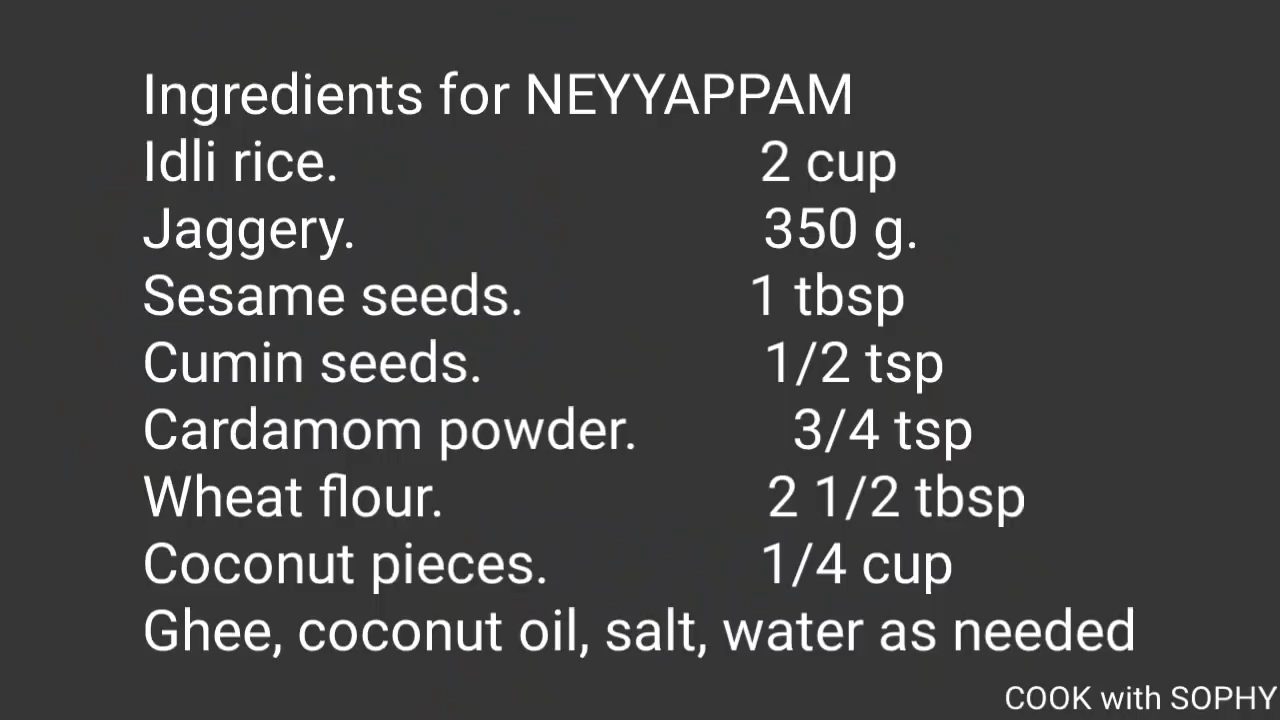 Ingredients for NEYYAPPAM
Idli rice. 2 cup
Jaggery. 350 g.
Sesame seeds. 1 tbsp
Cumin seeds. 1/2 tsp
Cardamom powder. 3/4 tsp
Wheat flour. 2 1/2 tbsp
Coconut pieces. 1/4 cup
Ghee, coconut oil, salt, water as needed
COOK with SOPHY